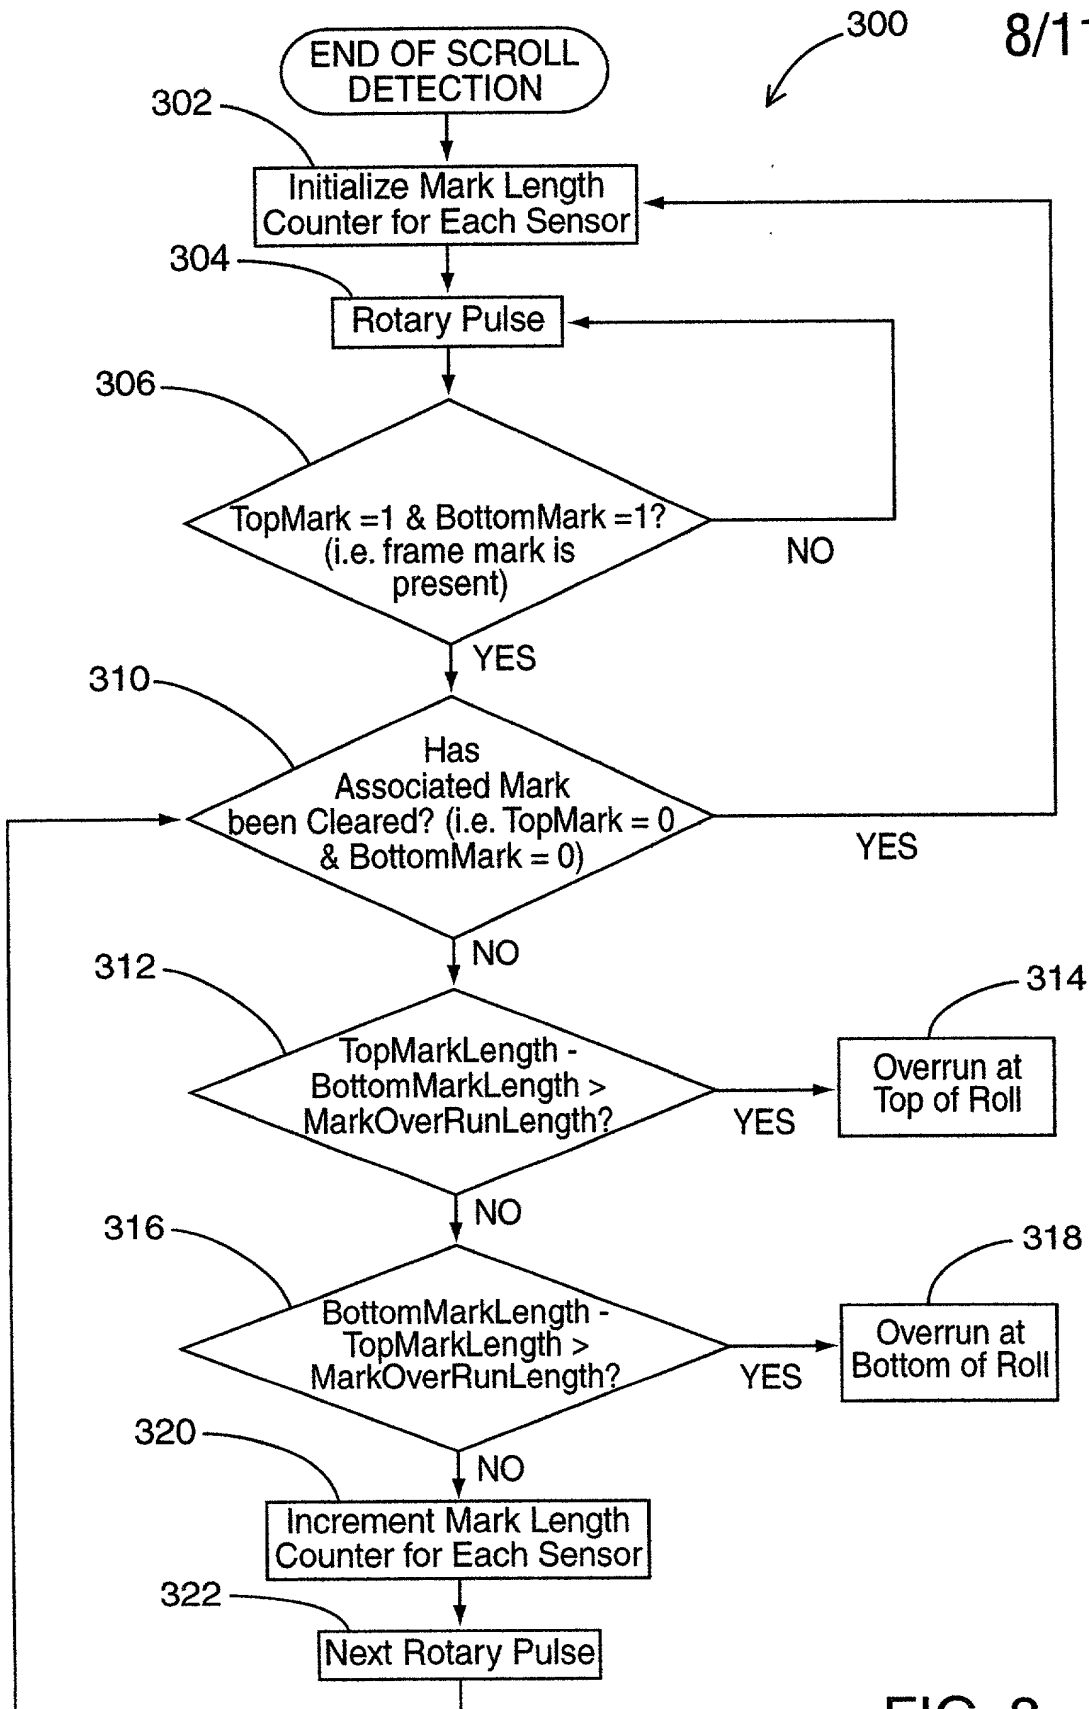 300
8/1
END OF SCROLL
DETECTION
302
Initialize Mark Length
Counter for Each Sensor
304
Rotary Pulse
306
TopMark =1 & BottomMark =1?
(i.e. frame mark is
present)
NO
YES
310
Has
Associated Mark
been Cleared? (i.e. TopMark = 0
& BottomMark = 0)
YES
NO
312
TopMarkLength -
BottomMarkLength >
MarkOverRunLength?
YES
314
Overrun at
Top of Roll
NO
316
BottomMarkLength -
TopMarkLength >
MarkOverRunLength?
YES
318
Overrun at
Bottom of Roll
NO
320
Increment Mark Length
Counter for Each Sensor
322
Next Rotary Pulse
FIG.